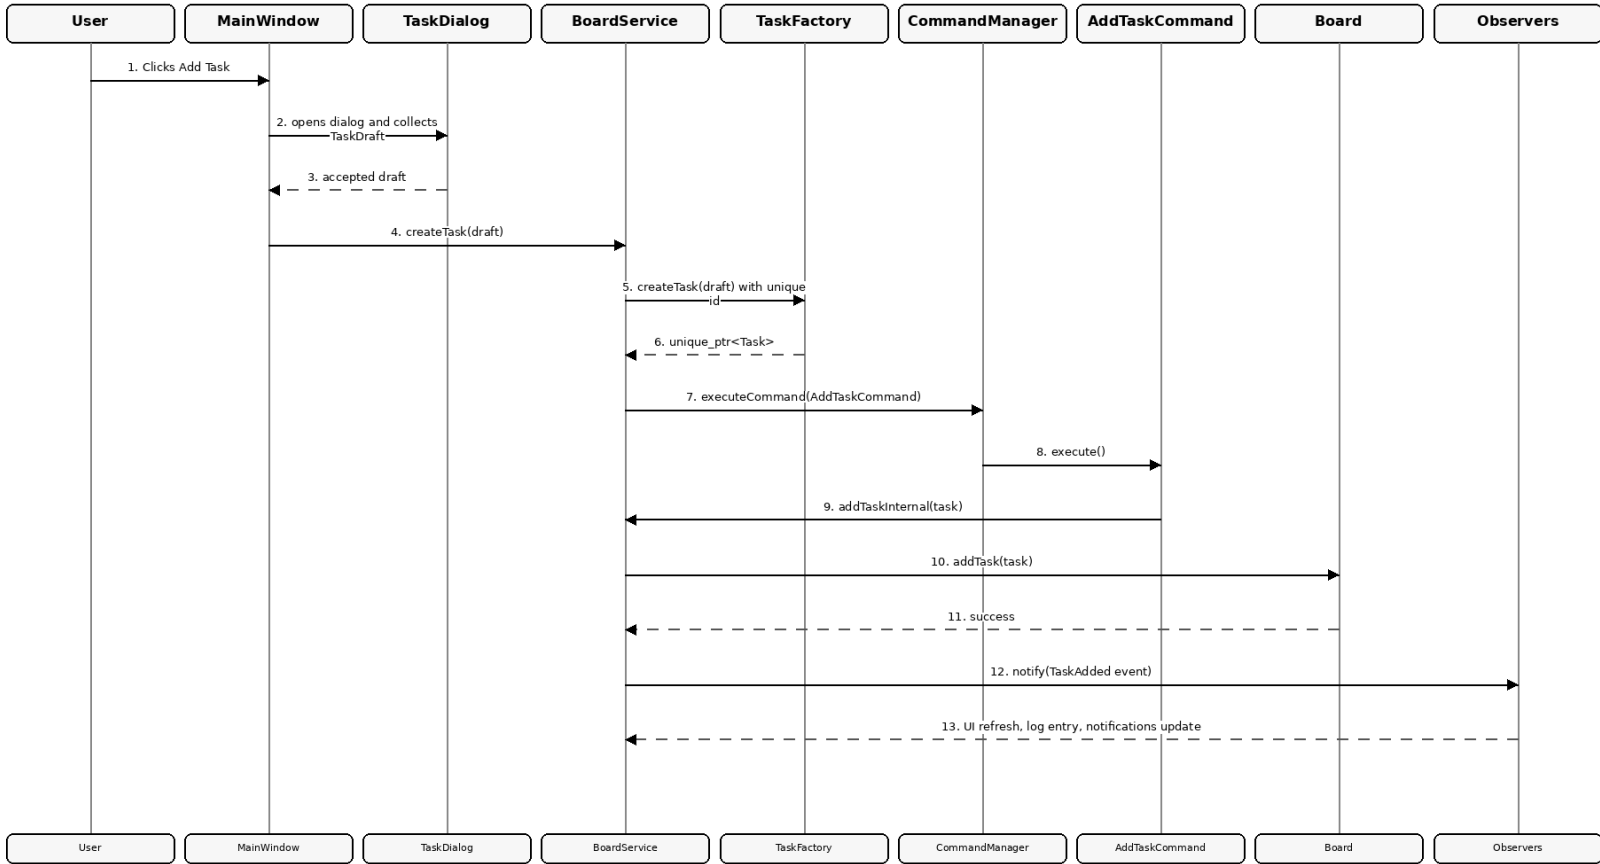 User MainWindow TaskDialog BoardService TaskFactory CommandManager AddTaskCommand Board Observers
1. Clicks Add Task
2. opens dialog and collects
TaskDraft
3. accepted draft
4. createTask(draft)
5. createTask(draft) with unique
id
6. unique_ptr<Task>
7. executeCommand(AddTaskCommand)
8. execute()
9. addTaskInternal(task)
10. addTask(task)
11. success
12. notify(TaskAdded event)
13. UI refresh, log entry, notifications update
User MainWindow TaskDialog BoardService TaskFactory CommandManager AddTaskCommand Board Observers